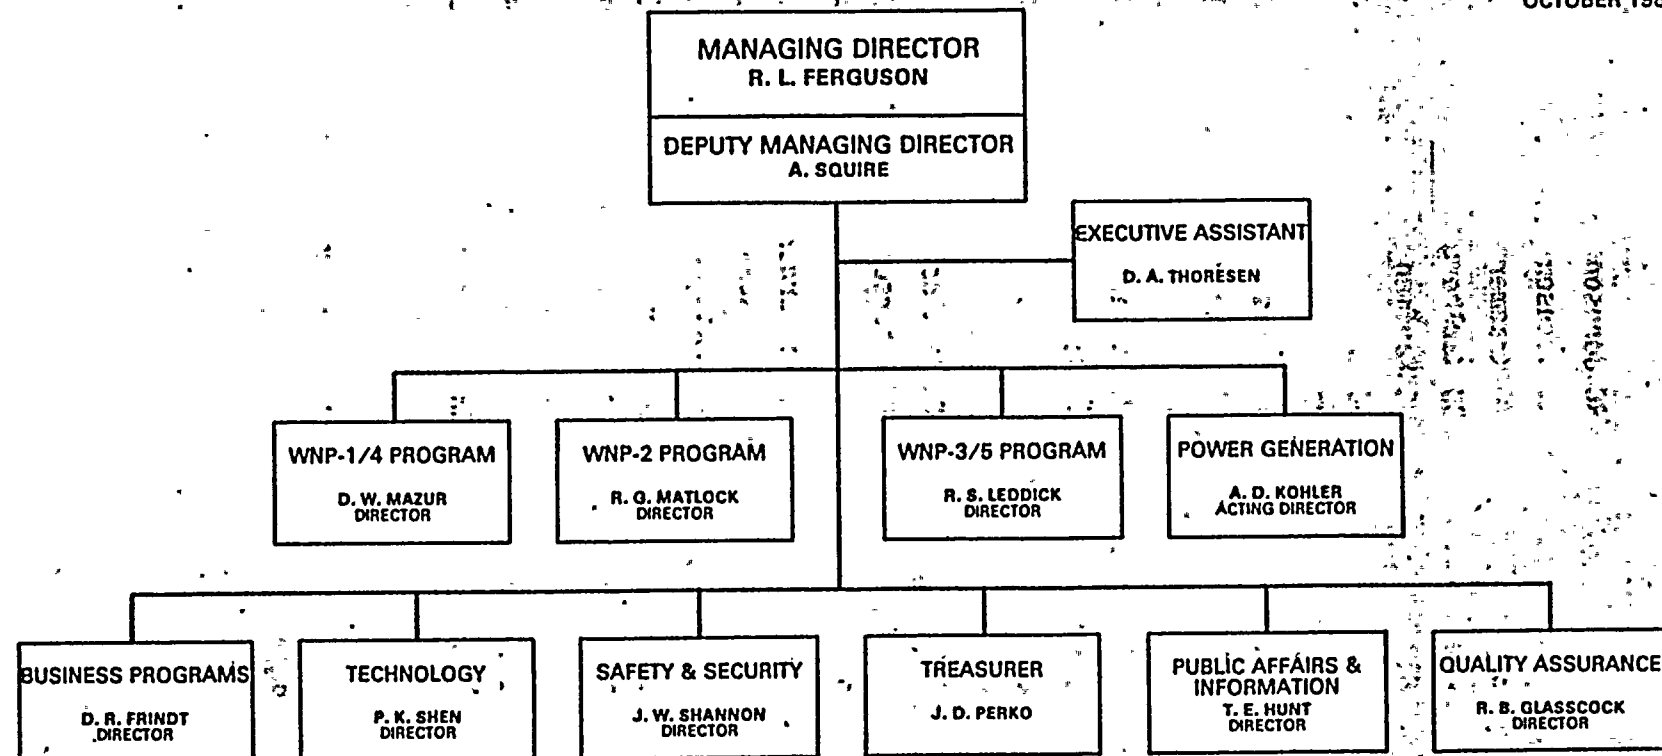 OCTOBER 198
MANAGING DIRECTOR
R. L. FERGUSON
DEPUTY MANAGING DIRECTOR
A. SQUIRE
EXECUTIVE ASSISTANT
D. A. THORESEN
WNP-1/4 PROGRAM
D. W. MAZUR
DIRECTOR
WNP-2 PROGRAM
R. G. MATLOCK
DIRECTOR
WNP-3/5 PROGRAM
R. S. LEDDICK
DIRECTOR
POWER GENERATION
A. D. KOHLER
ACTING DIRECTOR
BUSINESS PROGRAMS
D. R. FRINDT
DIRECTOR
TECHNOLOGY
P. K. SHEN
DIRECTOR
SAFETY & SECURITY
J. W. SHANNON
DIRECTOR
TREASURER
J. D. PERKO
PUBLIC AFFAIRS &
INFORMATION
T. E. HUNT
DIRECTOR
QUALITY ASSURANCE
R. B. GLASSCOCK
DIRECTOR